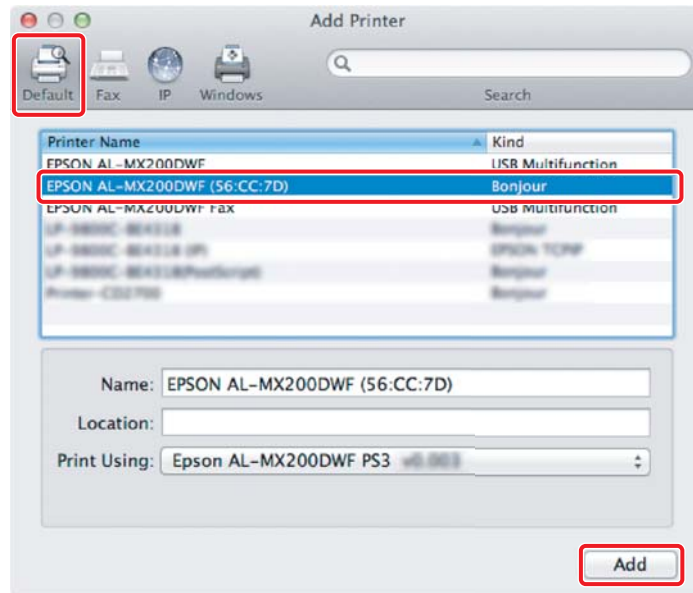 Add Printer
Default Fax IP Windows Search
Printer Name Kind
EPSON AL-MX200DWF USB Multifunction
EPSON AL-MX200DWF (56:CC:7D) Bonjour
EPSON AL-MX200DWF Fax USB Multifunction
Name: EPSON AL-MX200DWF (56:CC:7D)
Location:
Print Using: Epson AL-MX200DWF PS3
Add